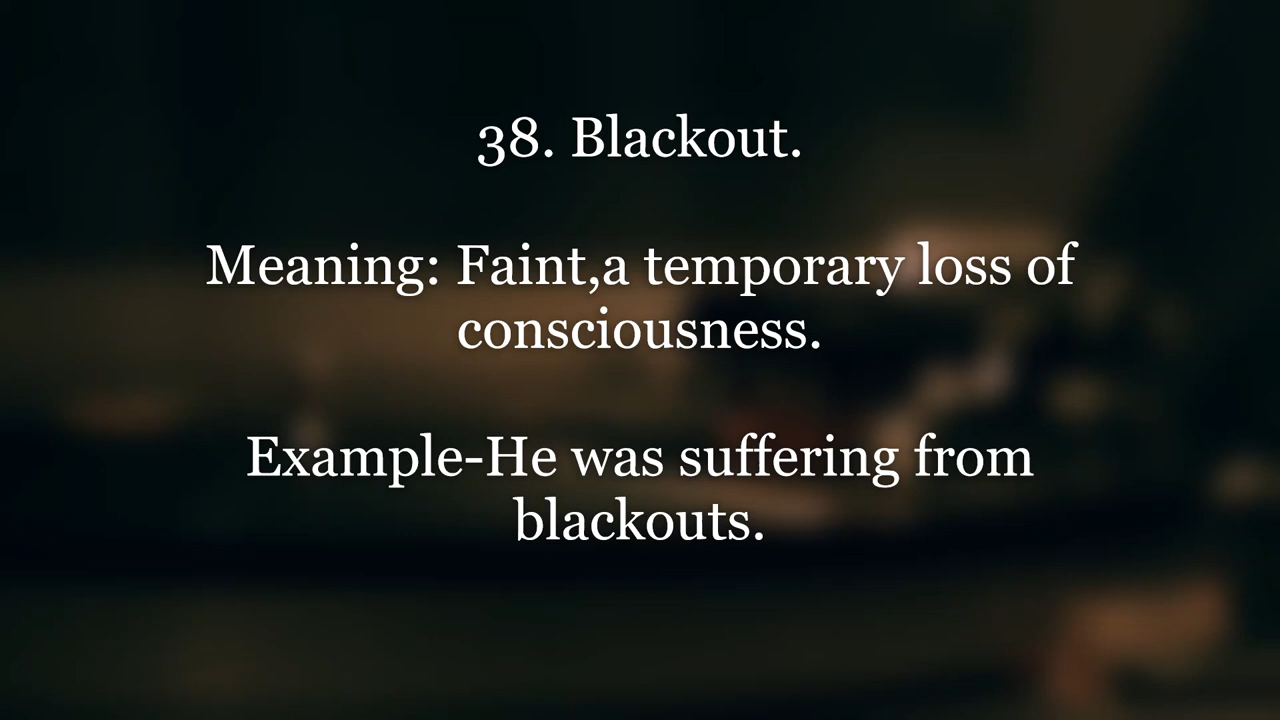 38. Blackout.
Meaning: Faint,a temporary loss of
consciousness.
Example-He was suffering from
blackouts.